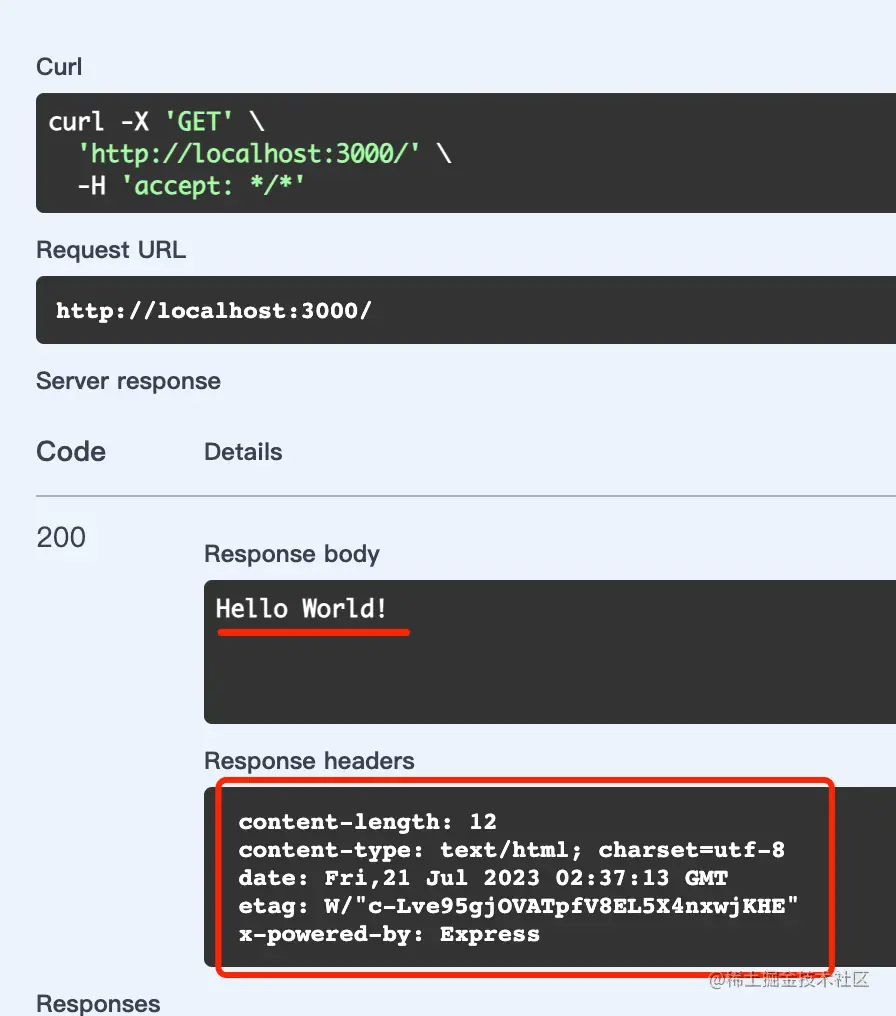 Curl
curl -X 'GET' \
'http://localhost:3000/' \
-H 'accept: */*'
Request URL
http://localhost:3000/
Server response
Code Details
200
Response body
Hello World!
Response headers
content-length: 12
content-type: text/html; charset=utf-8
date: Fri,21 Jul 2023 02:37:13 GMT
etag: W/"c-Lve95gjOVATpfV8EL5X4nxwjKHE"
x-powered-by: Express
@稀土掘金技术社区
Responses